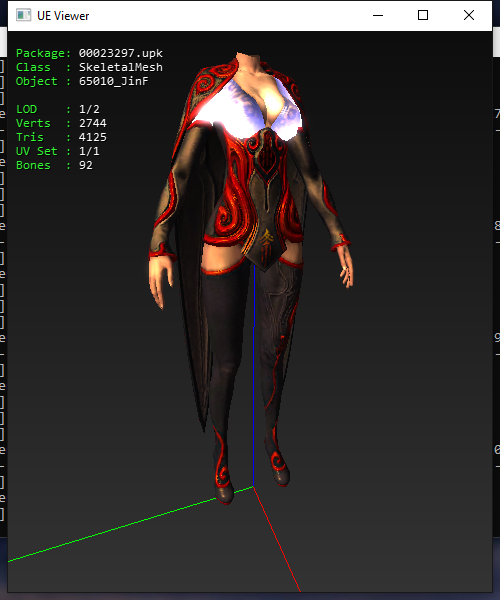 UE Viewer
Package: 00023297.upk
Class  : SkeletalMesh
Object : 65010_JinF
LOD    : 1/2
Verts  : 2744
Tris   : 4125
UV Set : 1/1
Bones  : 92